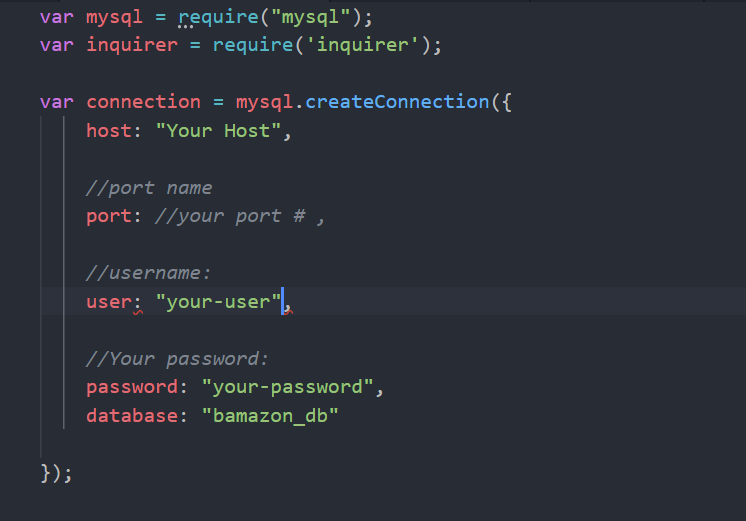 var mysql = require("mysql");
var inquirer = require('inquirer');
var connection = mysql.createConnection({
host: "Your Host",
//port name
port: //your port # ,
//username:
user: "your-user",
//Your password:
password: "your-password",
database: "bamazon_db"
});